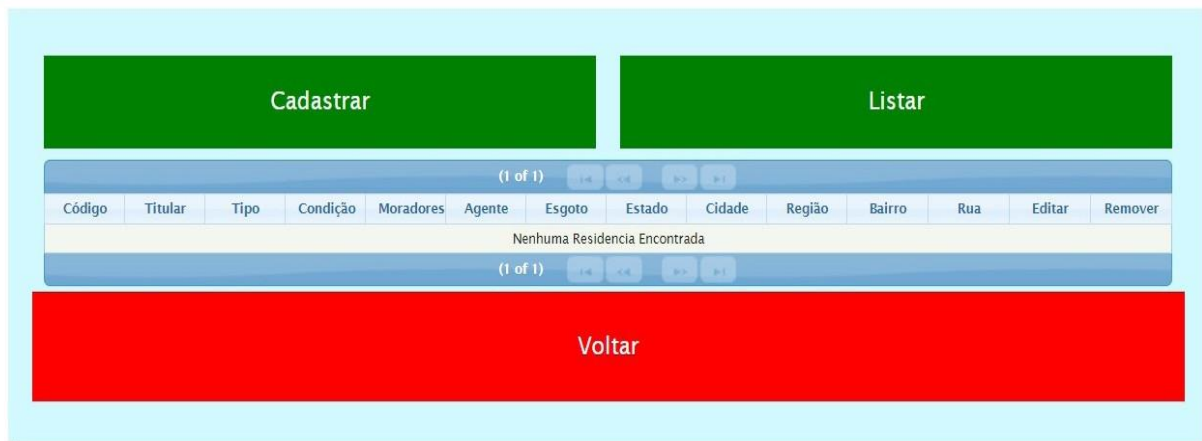 Cadastrar Listar
(1 of 1)
Código Titular Tipo Condição Moradores Agente Esgoto Estado Cidade Região Bairro Rua Editar Remover
Nenhuma Residencia Encontrada
(1 of 1)
Voltar